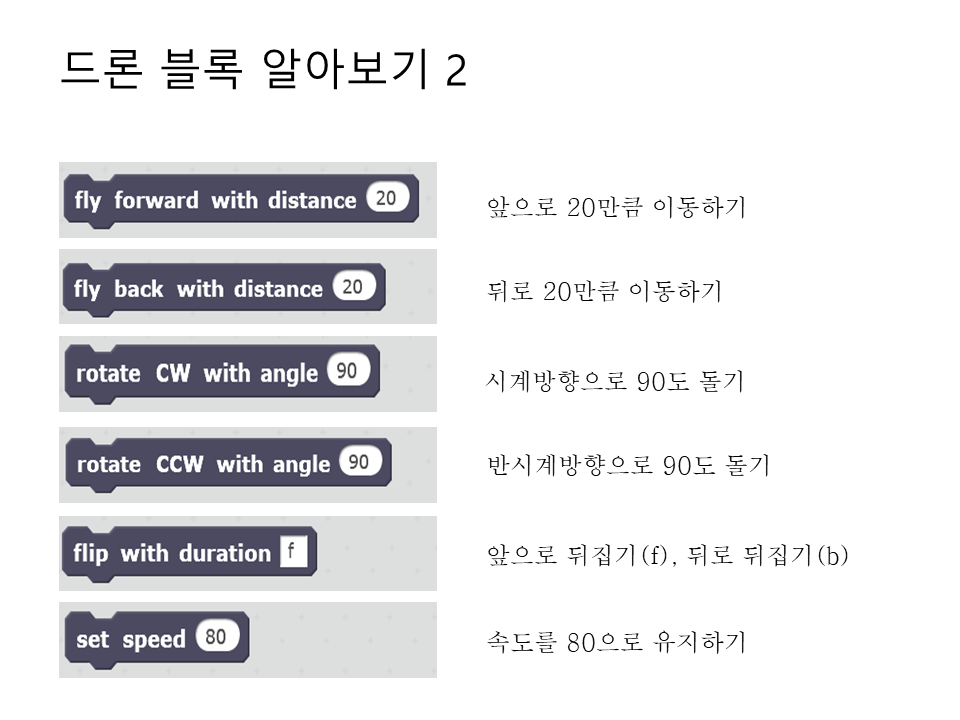 드론 블록 알아보기 2
fly forward with distance 20
앞으로 20만큼 이동하기
fly back with distance 20
뒤로 20만큼 이동하기
rotate CW with angle 90
시계방향으로 90도 돌기
rotate CCW with angle 90
반시계방향으로 90도 돌기
flip with duration f
앞으로 뒤집기(f), 뒤로 뒤집기(b)
set speed 80
속도를 80으로 유지하기